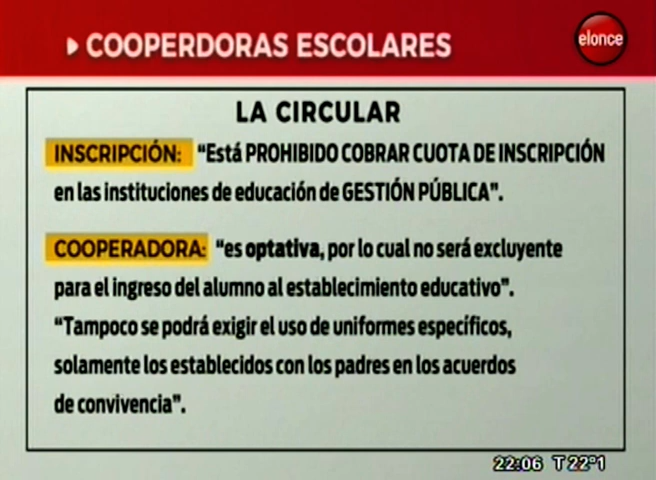 COOPERDORAS ESCOLARES
elonce
LA CIRCULAR
INSCRIPCIÓN: “Está PROHIBIDO COBRAR CUOTA DE INSCRIPCIÓN
en las instituciones de educación de GESTIÓN PÚBLICA”.
COOPERADORA: “es optativa, por lo cual no será excluyente
para el ingreso del alumno al establecimiento educativo”.
“Tampoco se podrá exigir el uso de uniformes específicos,
solamente los establecidos con los padres en los acuerdos
de convivencia”.
22:06 T 22°1